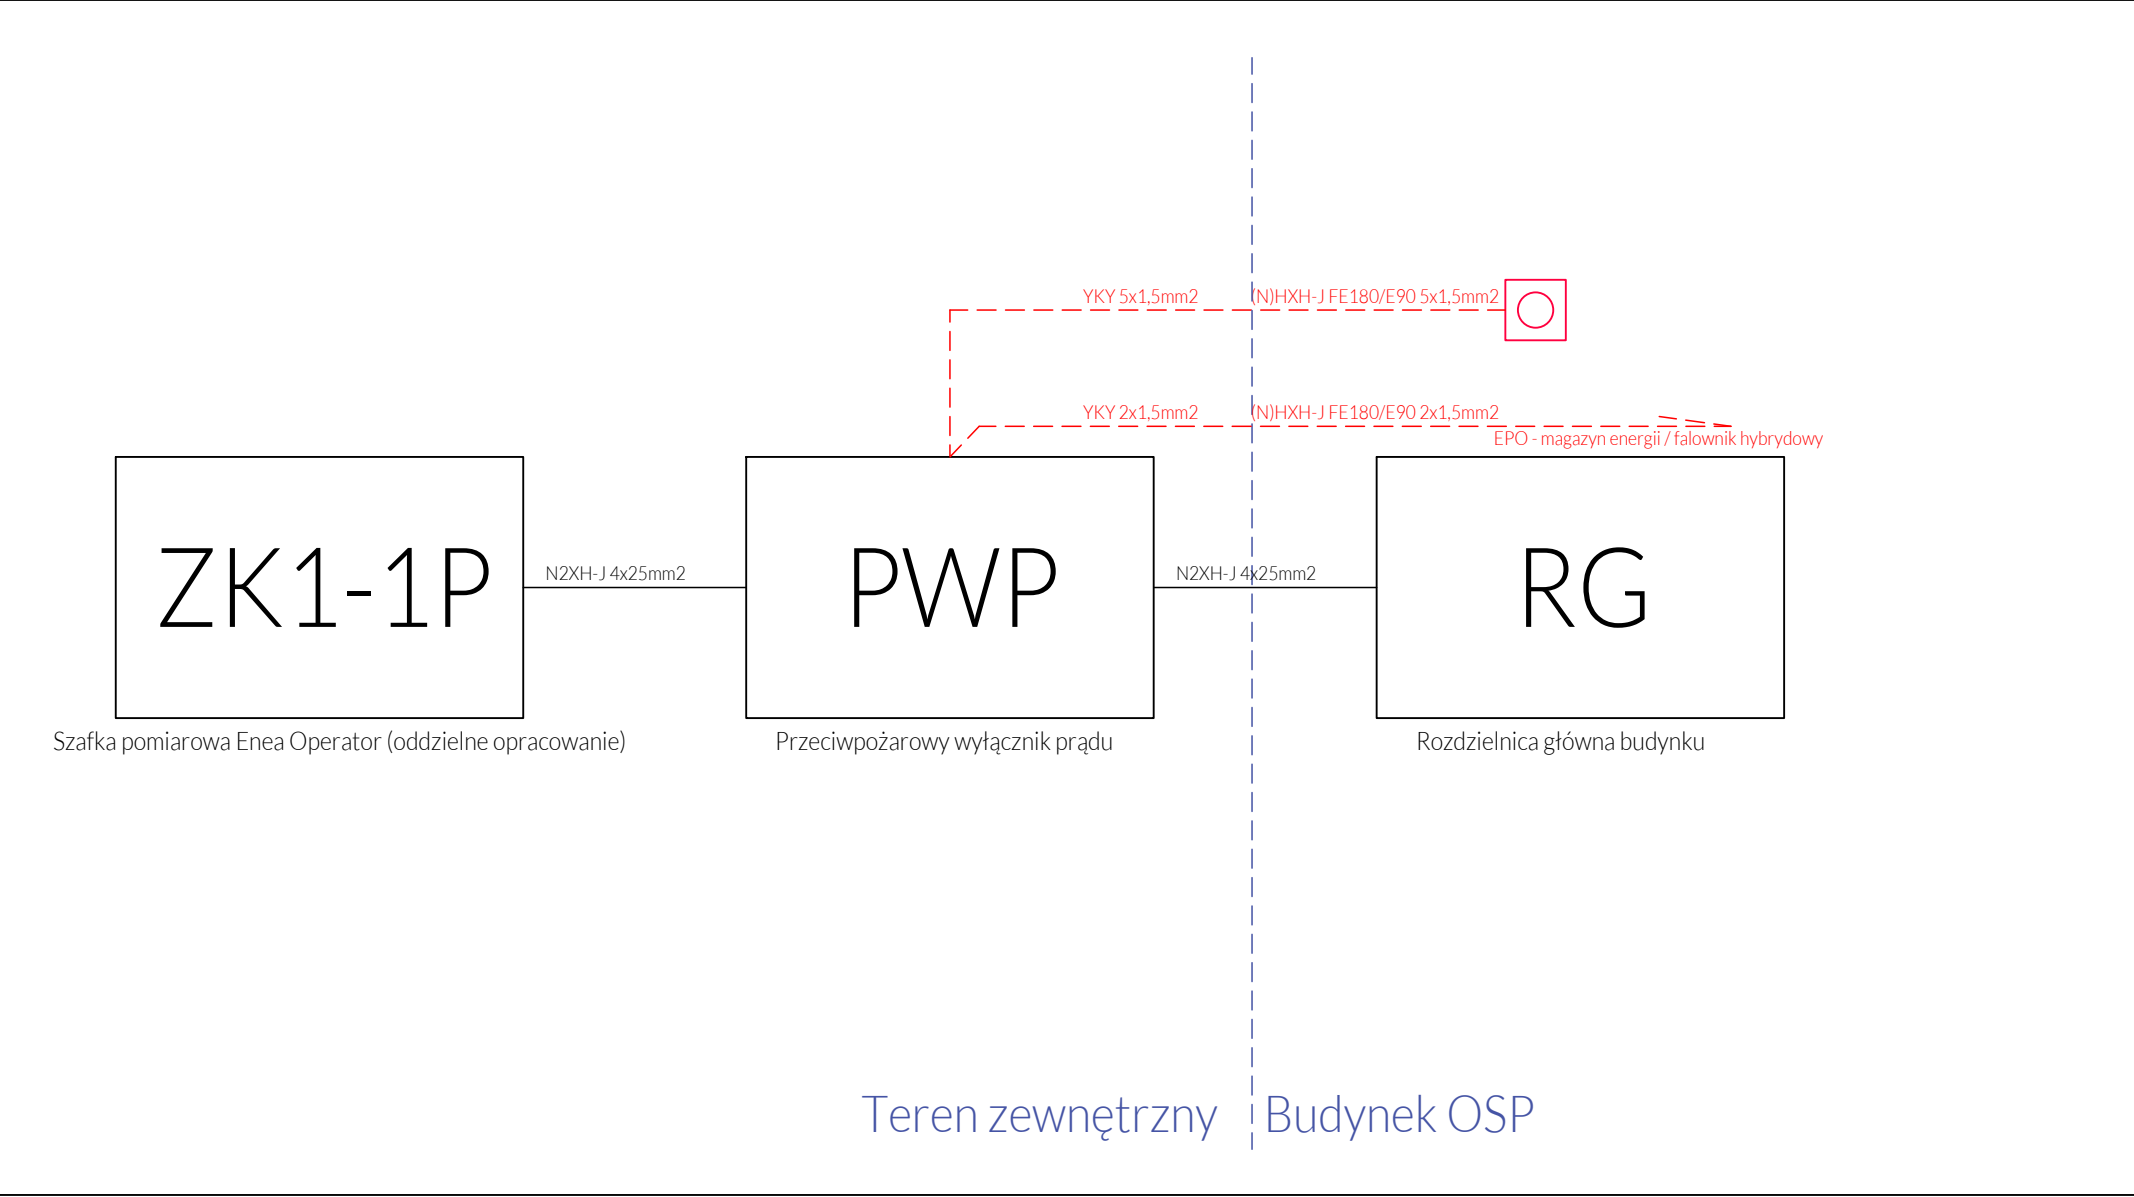 YKY 5x1,5mm2
(N)HXH-J FE180/E90 5x1,5mm2
YKY 2x1,5mm2
(N)HXH-J FE180/E90 2x1,5mm2
EPO - magazyn energii / falownik hybrydowy
ZK1-1P
N2XH-J 4x25mm2
PWP
N2XH-J 4x25mm2
RG
Szafka pomiarowa Enea Operator (oddzielne opracowanie)
Przeciwpożarowy wyłącznik prądu
Rozdzielnica główna budynku
Teren zewnętrzny
Budynek OSP